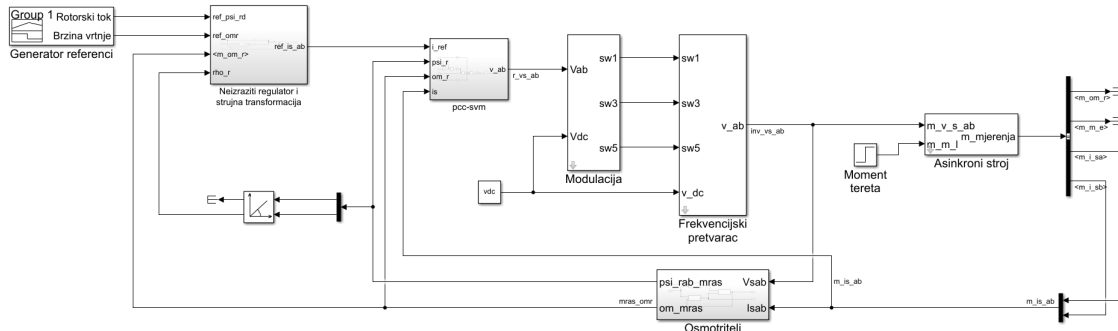 Group 1
Rotorski tok
Brzina vrtnje
Generator referenci
ref_psi_rd
ref_omr
<m_om_r>
rho_r
ref_is_ab
Neizraziti regulator i
strujna transformacija
i_ref
psi_r
om_r
is
v_ab
pcc-svm
r_vs_ab
Vab
Vdc
sw1
sw3
sw5
Modulacija
vdc
sw1
sw3
sw5
v_dc
v_ab
Frekvencijski
pretvarac
inv_vs_ab
Moment
tereta
m_v_s_ab
m_m_l
m_mjerenja
Asinkroni stroj
<m_om_r>
<m_m_e>
<m_i_sa>
<m_i_sb>
psi_rab_mras
om_mras
Vsab
Isab
Osmotritelj
mras_omr
m_is_ab
m_is_ab